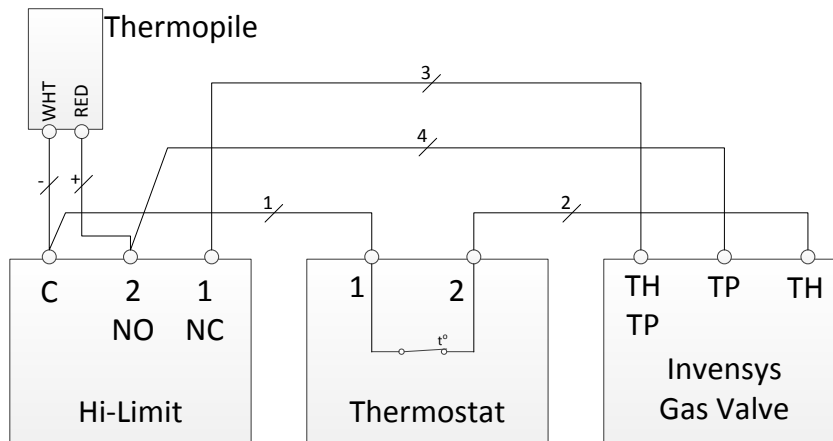 Thermopile
WHT
RED
-
+
3
4
1
2
C
2
NO
1
NC
Hi-Limit
1
2
t°
Thermostat
TH
TP
TP
TH
Invensys
Gas Valve